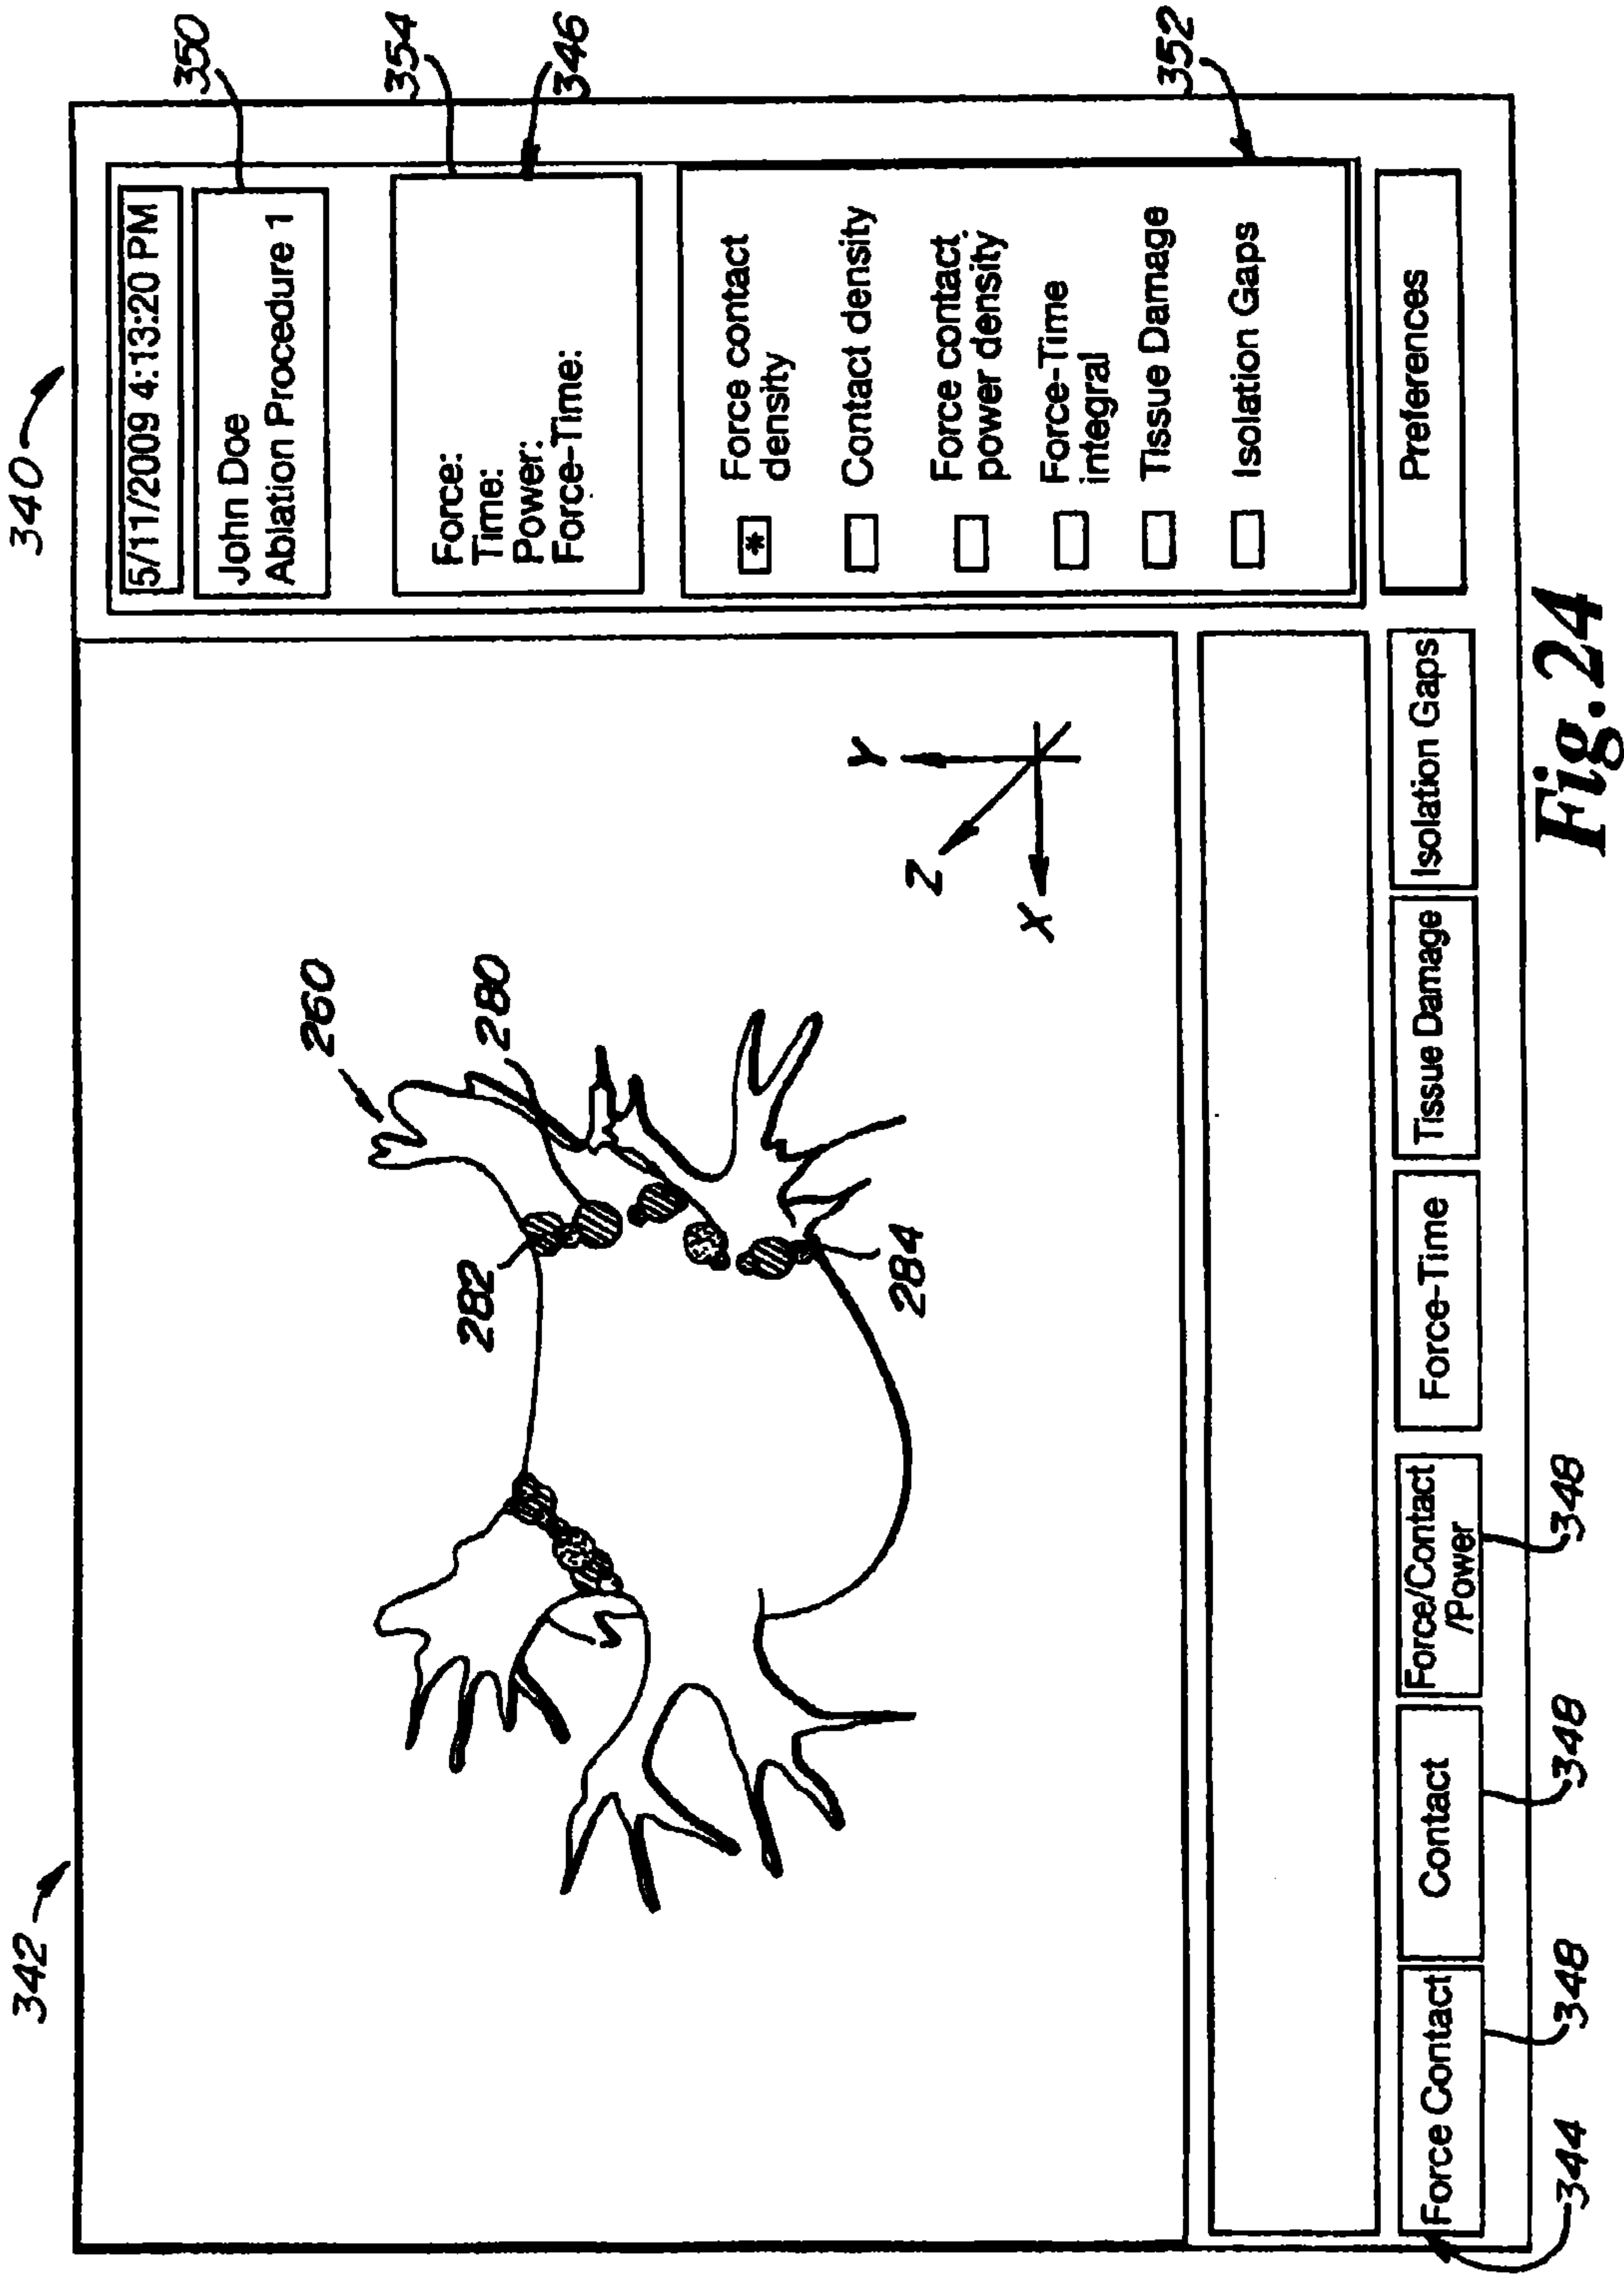 340
342
350
5/11/2009 4:13:20 PM
John Doe
Ablation Procedure 1
354
346
Force:
Time:
Power:
Force-Time:
352
* Force contact
density
Contact density
Force contact
power density
Force-Time
integral
Tissue Damage
Isolation Gaps
Preferences
260
280
282
284
Y
Z
X
Force Contact
Contact
Force/Contact
/Power
Force-Time
Tissue Damage
Isolation Gaps
344
348
348
348
Fig.24